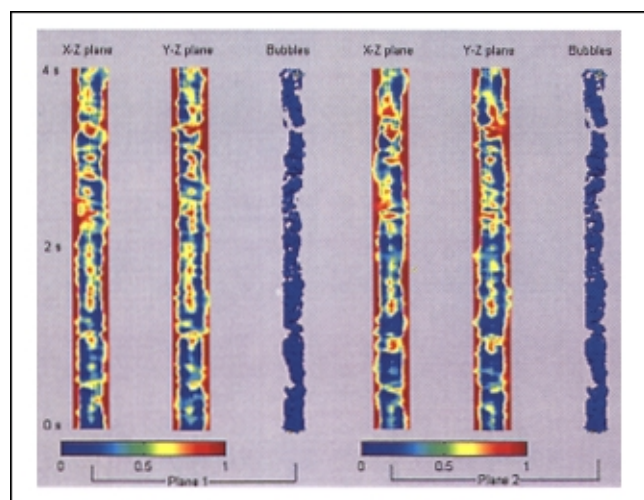 X-Z plane Y-Z plane Bubbles X-Z plane Y-Z plane Bubbles
4 s
2 s
0 s
0 0.5 1 0 0.5 1
Plane 1 Plane 2